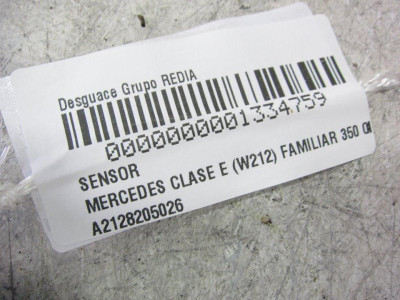 Desguace Grupo REDIA
0000000001334759
SENSOR
MERCEDES CLASE E (W212) FAMILIAR 350
A2128205026